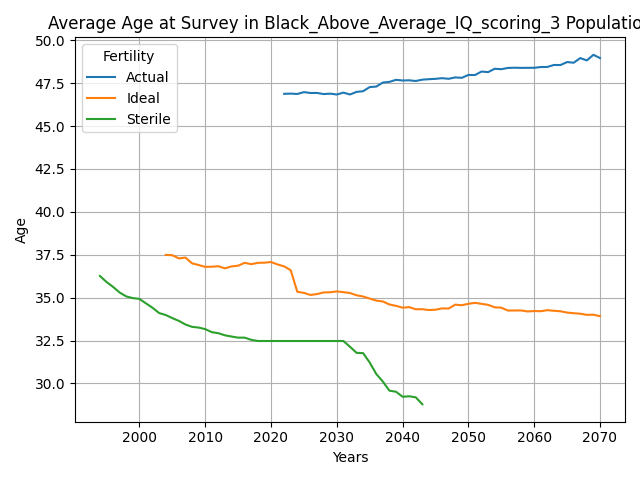 Average Age at Survey in Black_Above_Average_IQ_scoring_3 Populatio
50.0
47.5
45.0
42.5
40.0
37.5
35.0
32.5
30.0
Age
Fertility
Actual
Ideal
Sterile
2000 2010 2020 2030 2040 2050 2060 2070
Years